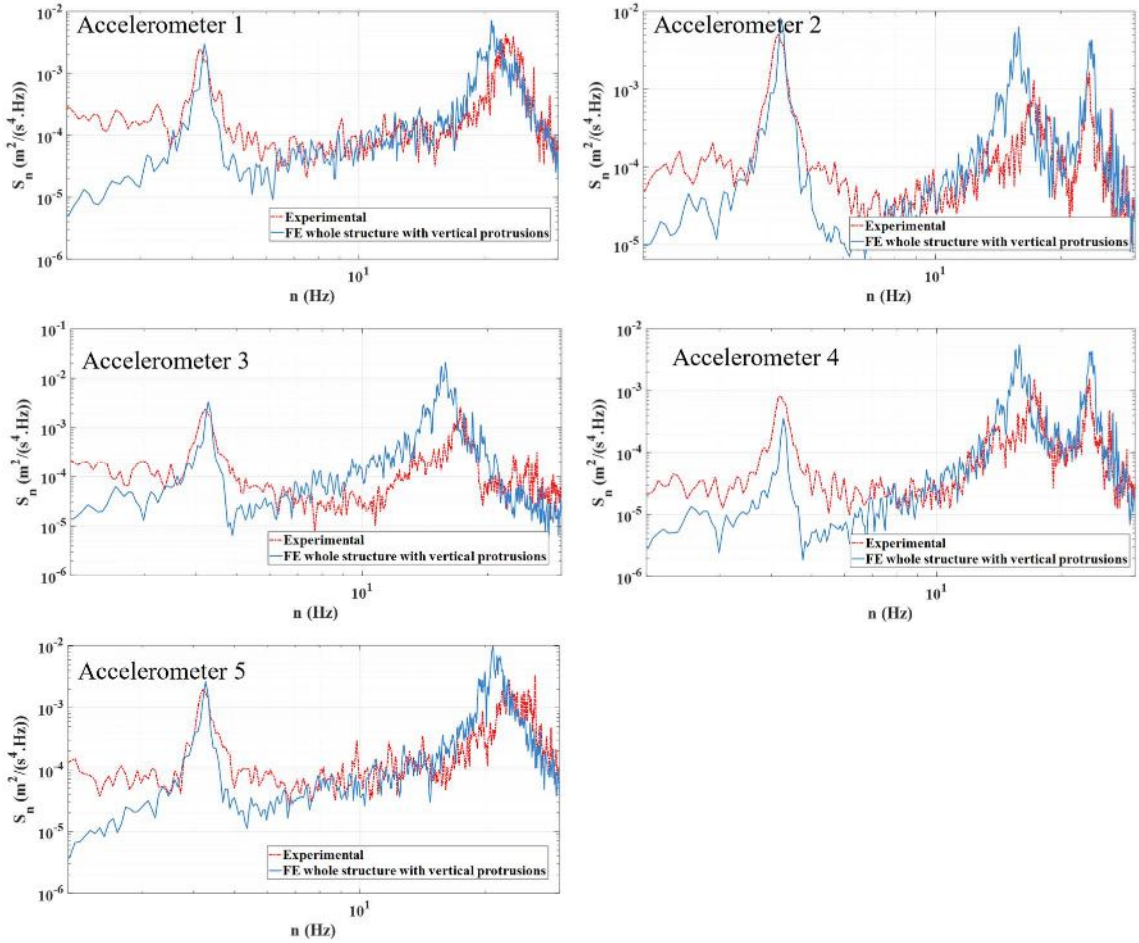 Accelerometer 1
10^-2
10^-3
10^-4
10^-5
10^-6
S_n (m^2/(s^4.Hz))
Experimental
FE whole structure with vertical protrusions
10^1
n (Hz)
Accelerometer 2
10^-2
10^-3
10^-4
10^-5
S_n (m^2/(s^4.Hz))
Experimental
FE whole structure with vertical protrusions
10^1
n (Hz)
Accelerometer 3
10^-1
10^-2
10^-3
10^-4
10^-5
10^-6
S_n (m^2/(s^4.Hz))
Experimental
FE whole structure with vertical protrusions
10^1
n (Hz)
Accelerometer 4
10^-2
10^-3
10^-4
10^-5
10^-6
S_n (m^2/(s^4.Hz))
Experimental
FE whole structure with vertical protrusions
10^1
n (Hz)
Accelerometer 5
10^-2
10^-3
10^-4
10^-5
10^-6
S_n (m^2/(s^4.Hz))
Experimental
FE whole structure with vertical protrusions
10^1
n (Hz)